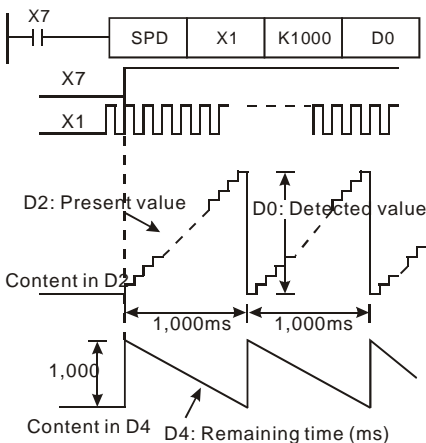 X7
SPD X1 K1000 D0
X7
X1
D2: Present value
D0: Detected value
Content in D2
1,000ms 1,000ms
1,000
Content in D4
D4: Remaining time (ms)